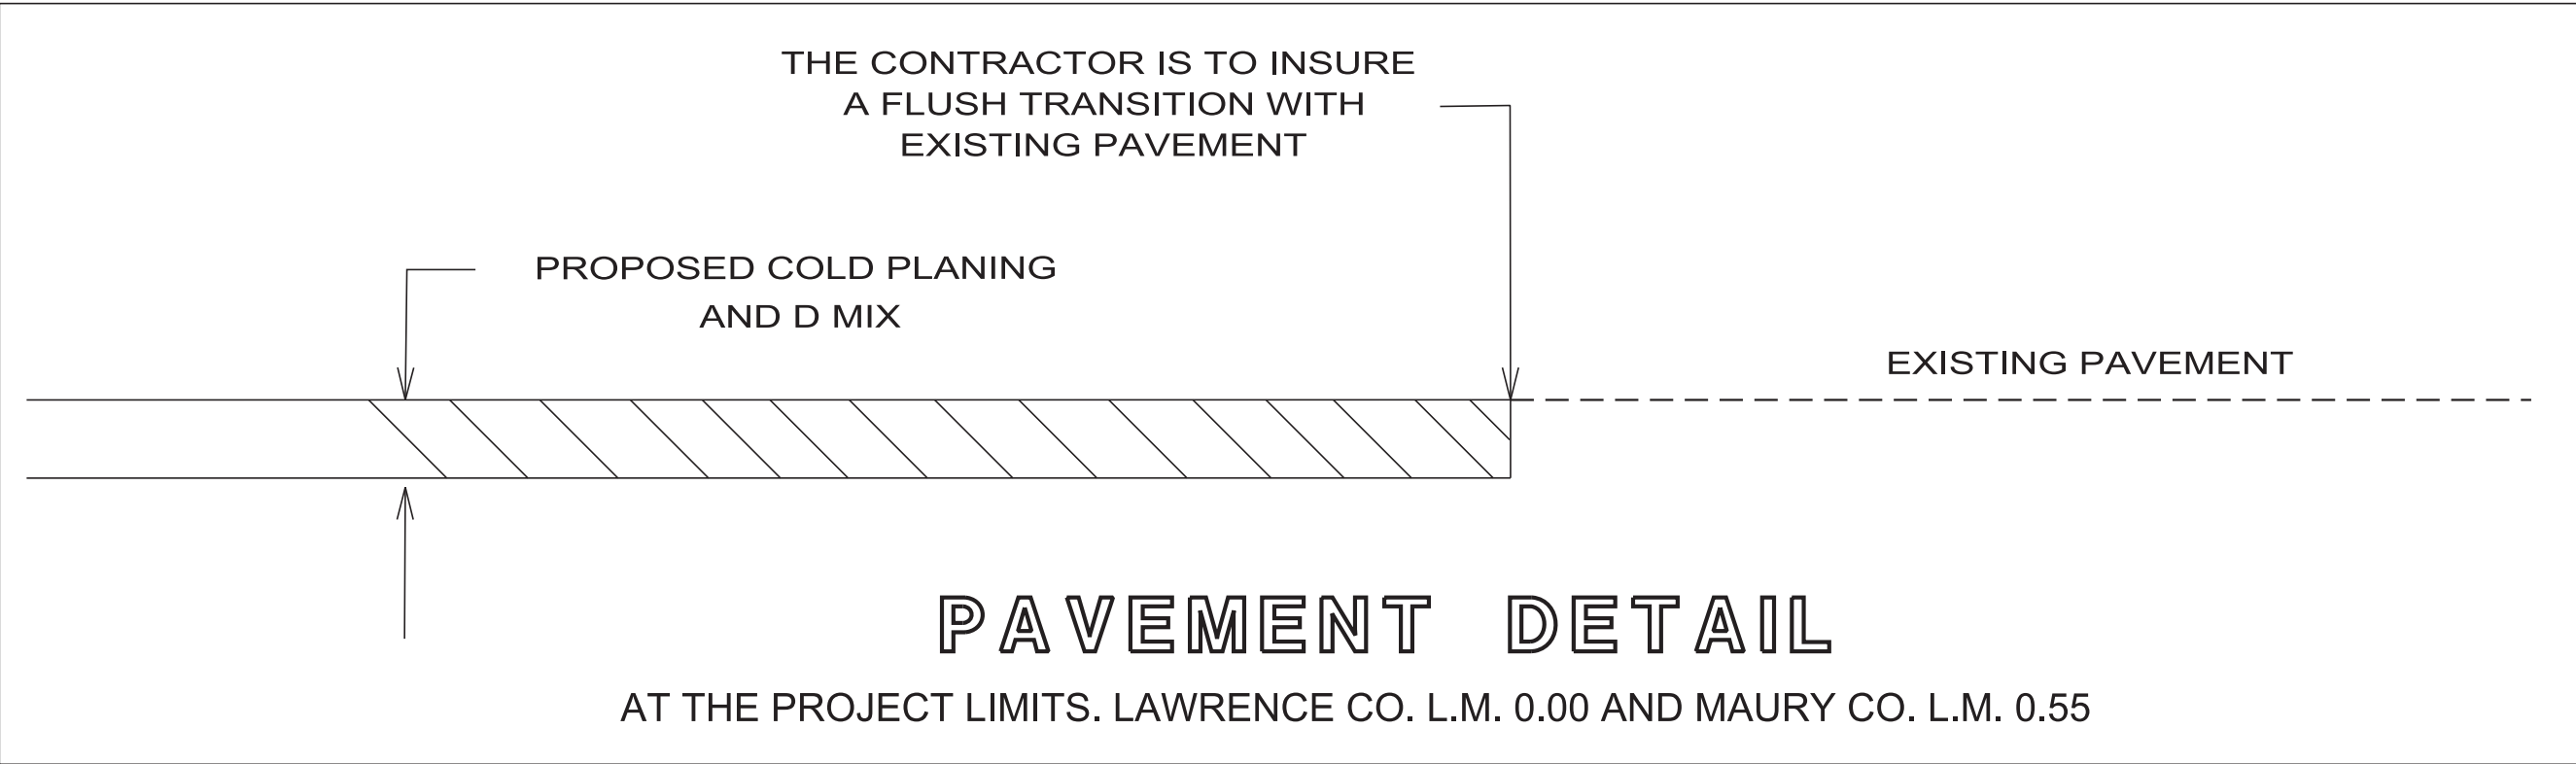 THE CONTRACTOR IS TO INSURE
A FLUSH TRANSITION WITH
EXISTING PAVEMENT
PROPOSED COLD PLANING
AND D MIX
EXISTING PAVEMENT
PAVEMENT DETAIL
AT THE PROJECT LIMITS. LAWRENCE CO. L.M. 0.00 AND MAURY CO. L.M. 0.55